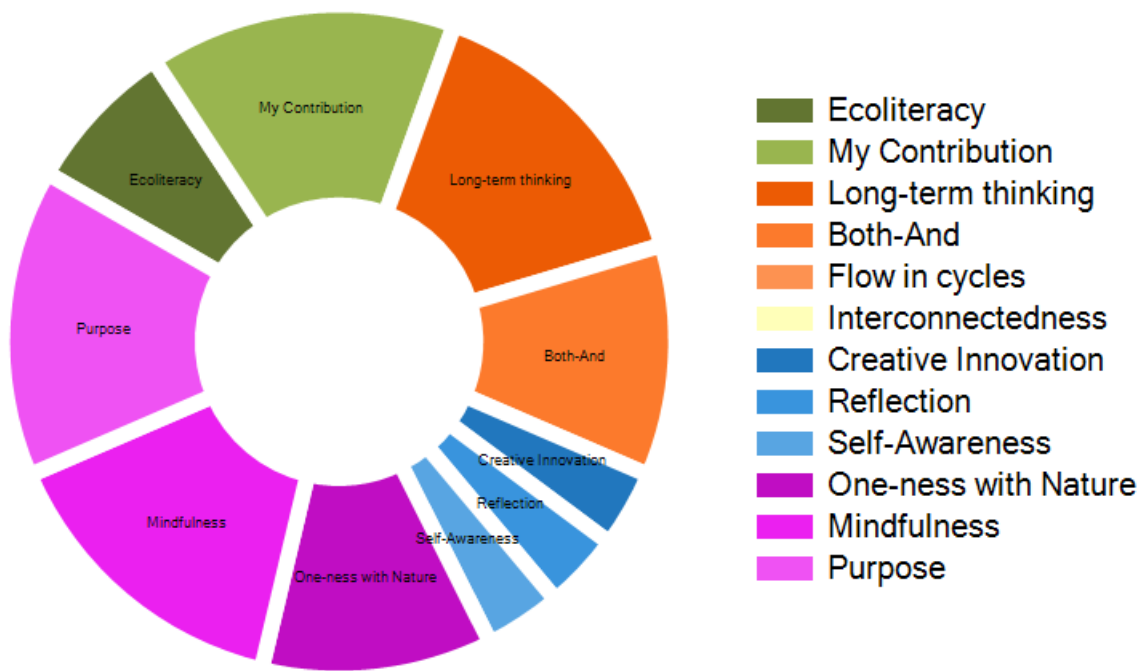 My Contribution
Long-term thinking
Ecoliteracy
Purpose
Both-And
Creative Innovation
Reflection
Mindfulness
Self-Awareness
One-ness with Nature
Ecoliteracy
My Contribution
Long-term thinking
Both-And
Flow in cycles
Interconnectedness
Creative Innovation
Reflection
Self-Awareness
One-ness with Nature
Mindfulness
Purpose